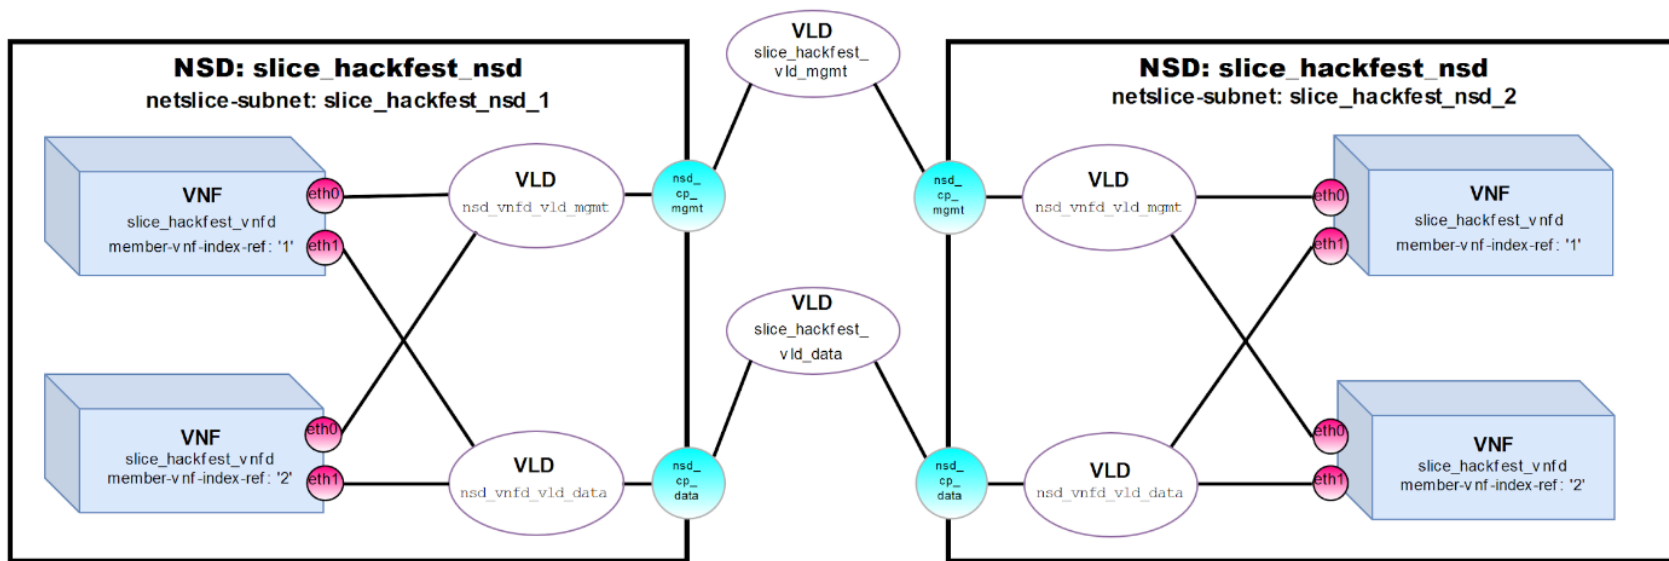 NSD: slice_hackfest_nsd
netslice-subnet: slice_hackfest_nsd_1
VNF
slice_hackfest_vnfd
member-vnf-index-ref: '1'
eth0
eth1
VLD
nsd_vnfd_vld_mgmt
nsd_
cp_
mgmt
VNF
slice_hackfest_vnfd
member-vnf-index-ref: '2'
eth0
eth1
VLD
nsd_vnfd_vld_data
nsd_
cp_
data
VLD
slice_hackfest_
vld_mgmt
VLD
slice_hackfest_
vld_data
NSD: slice_hackfest_nsd
netslice-subnet: slice_hackfest_nsd_2
nsd_
cp_
mgmt
VLD
nsd_vnfd_vld_mgmt
eth0
eth1
VNF
slice_hackfest_vnfd
member-vnf-index-ref: '1'
nsd_
cp_
data
VLD
nsd_vnfd_vld_data
eth0
eth1
VNF
slice_hackfest_vnfd
member-vnf-index-ref: '2'